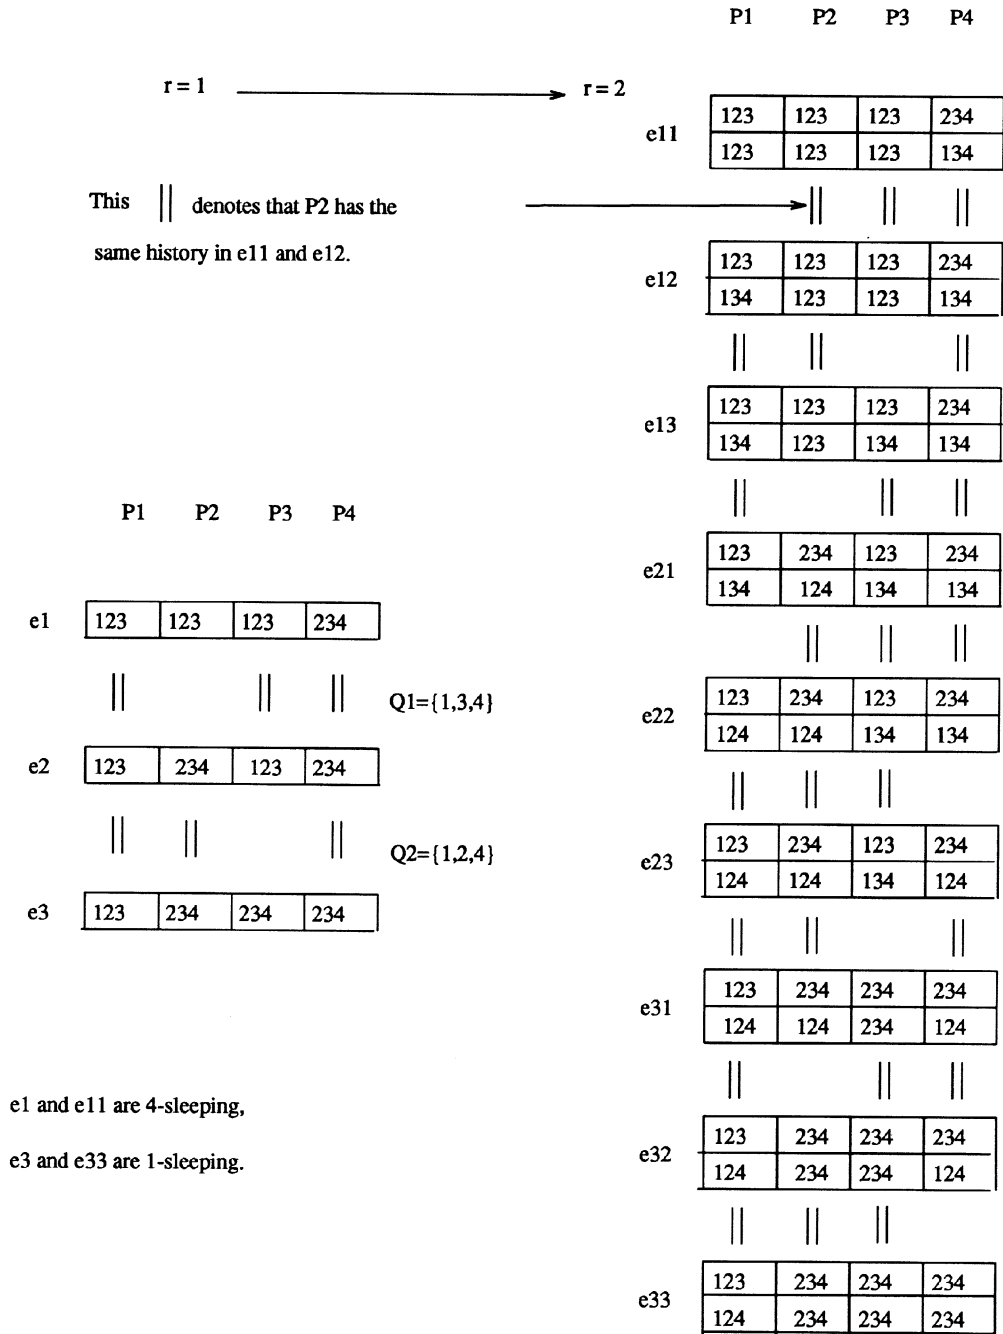 P1 P2 P3 P4
r = 1 r = 2
e11
123 123 123 234
123 123 123 134
This || denotes that P2 has the
same history in e11 and e12.
|| || ||
e12
123 123 123 234
134 123 123 134
|| || ||
e13
123 123 123 234
134 123 134 134
|| || ||
e21
123 234 123 234
134 124 134 134
|| || ||
e22
123 234 123 234
124 124 134 134
|| || ||
e23
123 234 123 234
124 124 134 124
|| || ||
e31
123 234 234 234
124 124 234 124
|| || ||
e32
123 234 234 234
124 234 234 124
|| || ||
e33
123 234 234 234
124 234 234 234
P1 P2 P3 P4
e1 123 123 123 234
|| || || Q1={1,3,4}
e2 123 234 123 234
|| || || Q2={1,2,4}
e3 123 234 234 234
e1 and e11 are 4-sleeping,
e3 and e33 are 1-sleeping.